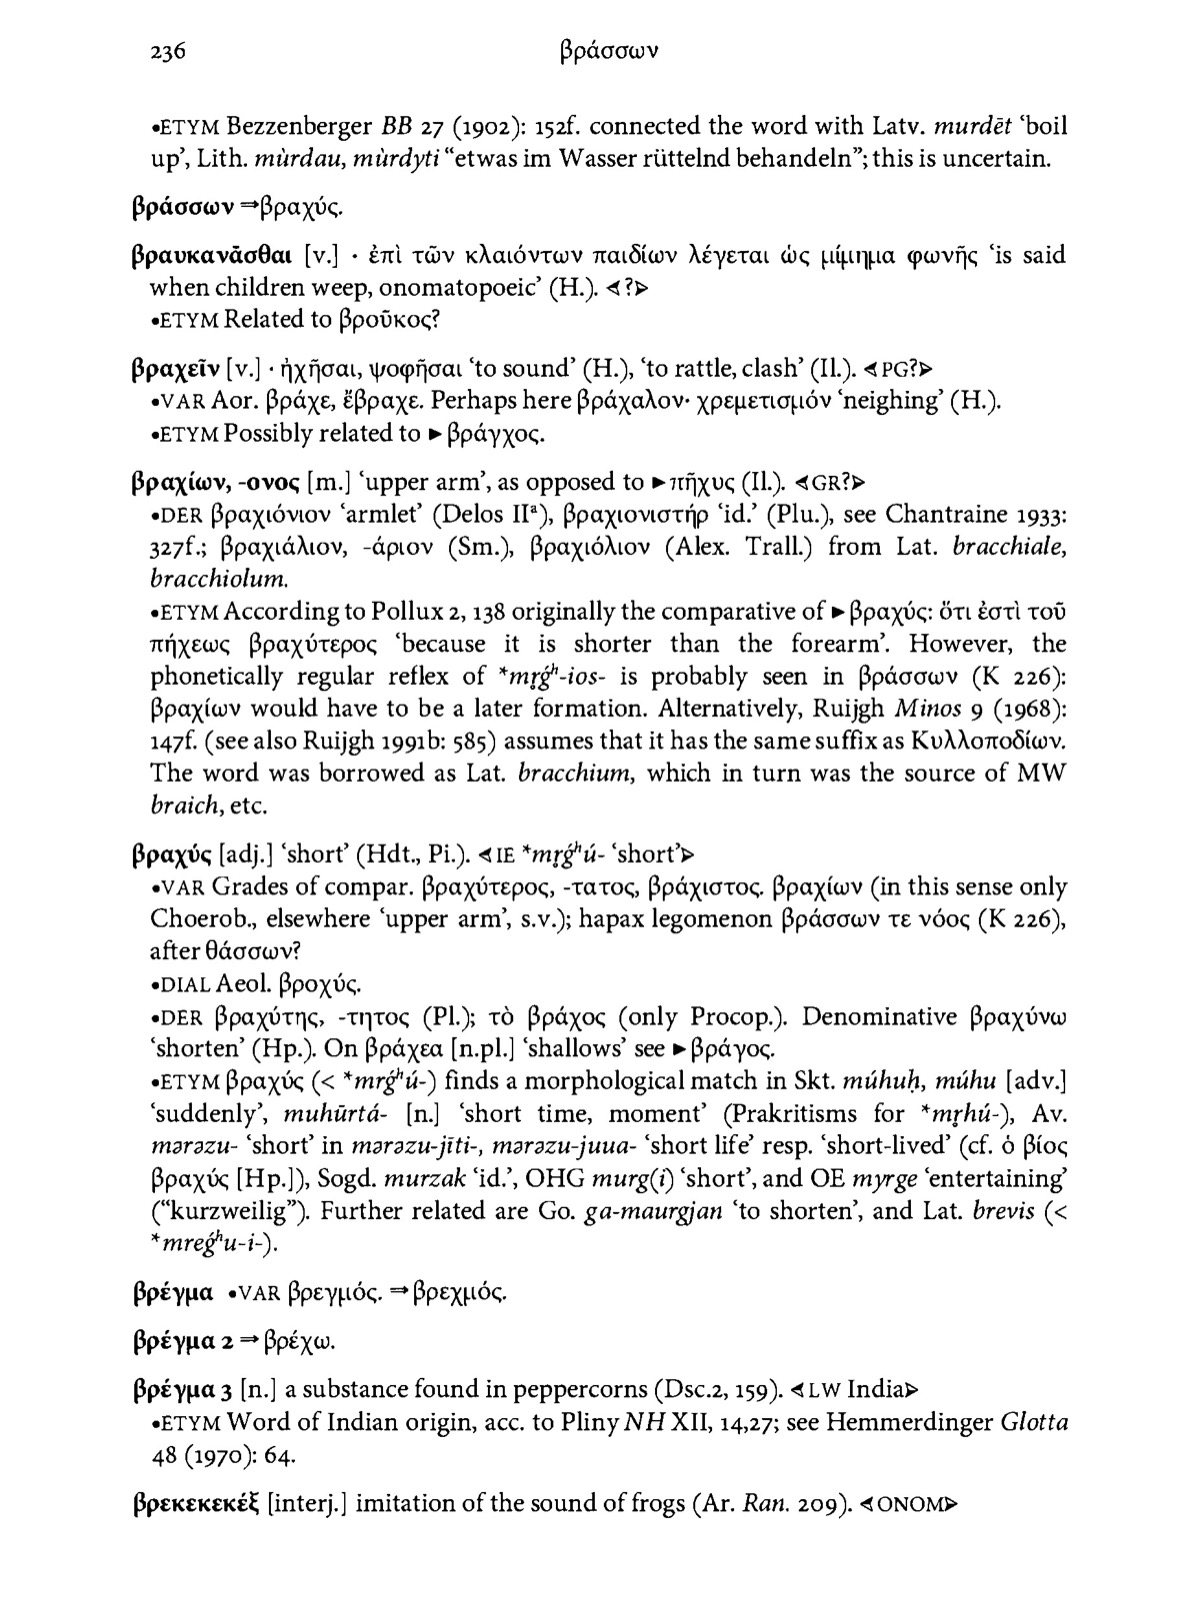 236 βράσσων
•ETYM Bezzenberger BB 27 (1902): 152f. connected the word with Latv. murdēt ‘boil
up’, Lith. mùrdau, mùrdyti “etwas im Wasser rüttelnd behandeln”; this is uncertain.
βράσσων ⇒βραχύς.
βραυκανᾶσθαι [v.] · ἐπὶ τῶν κλαιόντων παιδίων λέγεται ὡς μίμημα φωνῆς ‘is said
when children weep, onomatopoeic’ (H.). ⊲?⊳
•ETYM Related to βροῦκος?
βραχεῖν [v.] · ἠχῆσαι, ψοφῆσαι ‘to sound’ (H.), ‘to rattle, clash’ (Il.). ⊲PG?⊳
•VAR Aor. βράχε, ἔβραχε. Perhaps here βράχαλον· χρεμετισμόν ‘neighing’ (H.).
•ETYM Possibly related to ►βράγχος.
βραχίων, -ονος [m.] ‘upper arm’, as opposed to ►πῆχυς (Il.). ⊲GR?⊳
•DER βραχιόνιον ‘armlet’ (Delos IIᵃ), βραχιονιστήρ ‘id.’ (Plu.), see Chantraine 1933:
327f.; βραχιάλιον, -άριον (Sm.), βραχιόλιον (Alex. Trall.) from Lat. bracchiale,
bracchiolum.
•ETYM According to Pollux 2, 138 originally the comparative of ►βραχύς: ὅτι ἐστὶ τοῦ
πήχεως βραχύτερος ‘because it is shorter than the forearm’. However, the
phonetically regular reflex of *mr̥ǵʰ-ios- is probably seen in βράσσων (K 226):
βραχίων would have to be a later formation. Alternatively, Ruijgh Minos 9 (1968):
147f. (see also Ruijgh 1991b: 585) assumes that it has the same suffix as Κυλλοποδίων.
The word was borrowed as Lat. bracchium, which in turn was the source of MW
braich, etc.
βραχύς [adj.] ‘short’ (Hdt., Pi.). ⊲IE *mr̥ǵʰú- ‘short’⊳
•VAR Grades of compar. βραχύτερος, -τατος, βράχιστος. βραχίων (in this sense only
Choerob., elsewhere ‘upper arm’, s.v.); hapax legomenon βράσσων τε νόος (K 226),
after θάσσων?
•DIAL Aeol. βροχύς.
•DER βραχύτης, -τητος (Pl.); τὸ βράχος (only Procop.). Denominative βραχύνω
‘shorten’ (Hp.). On βράχεα [n.pl.] ‘shallows’ see ►βράγος.
•ETYM βραχύς (< *mrǵʰú-) finds a morphological match in Skt. múhuḥ, múhu [adv.]
‘suddenly’, muhūrtá- [n.] ‘short time, moment’ (Prakritisms for *mr̥hú-), Av.
mərəzu- ‘short’ in mərəzu-jīti-, mərəzu-juua- ‘short life’ resp. ‘short-lived’ (cf. ὁ βίος
βραχύς [Hp.]), Sogd. murzak ‘id.’, OHG murg(i) ‘short’, and OE myrge ‘entertaining’
(“kurzweilig”). Further related are Go. ga-maurgjan ‘to shorten’, and Lat. brevis (<
*mreǵʰu-i-).
βρέγμα •VAR βρεγμός. ⇒βρεχμός.
βρέγμα 2 ⇒βρέχω.
βρέγμα 3 [n.] a substance found in peppercorns (Dsc.2, 159). ⊲LW India⊳
•ETYM Word of Indian origin, acc. to Pliny NH XII, 14,27; see Hemmerdinger Glotta
48 (1970): 64.
βρεκεκεκέξ [interj.] imitation of the sound of frogs (Ar. Ran. 209). ⊲ONOM⊳